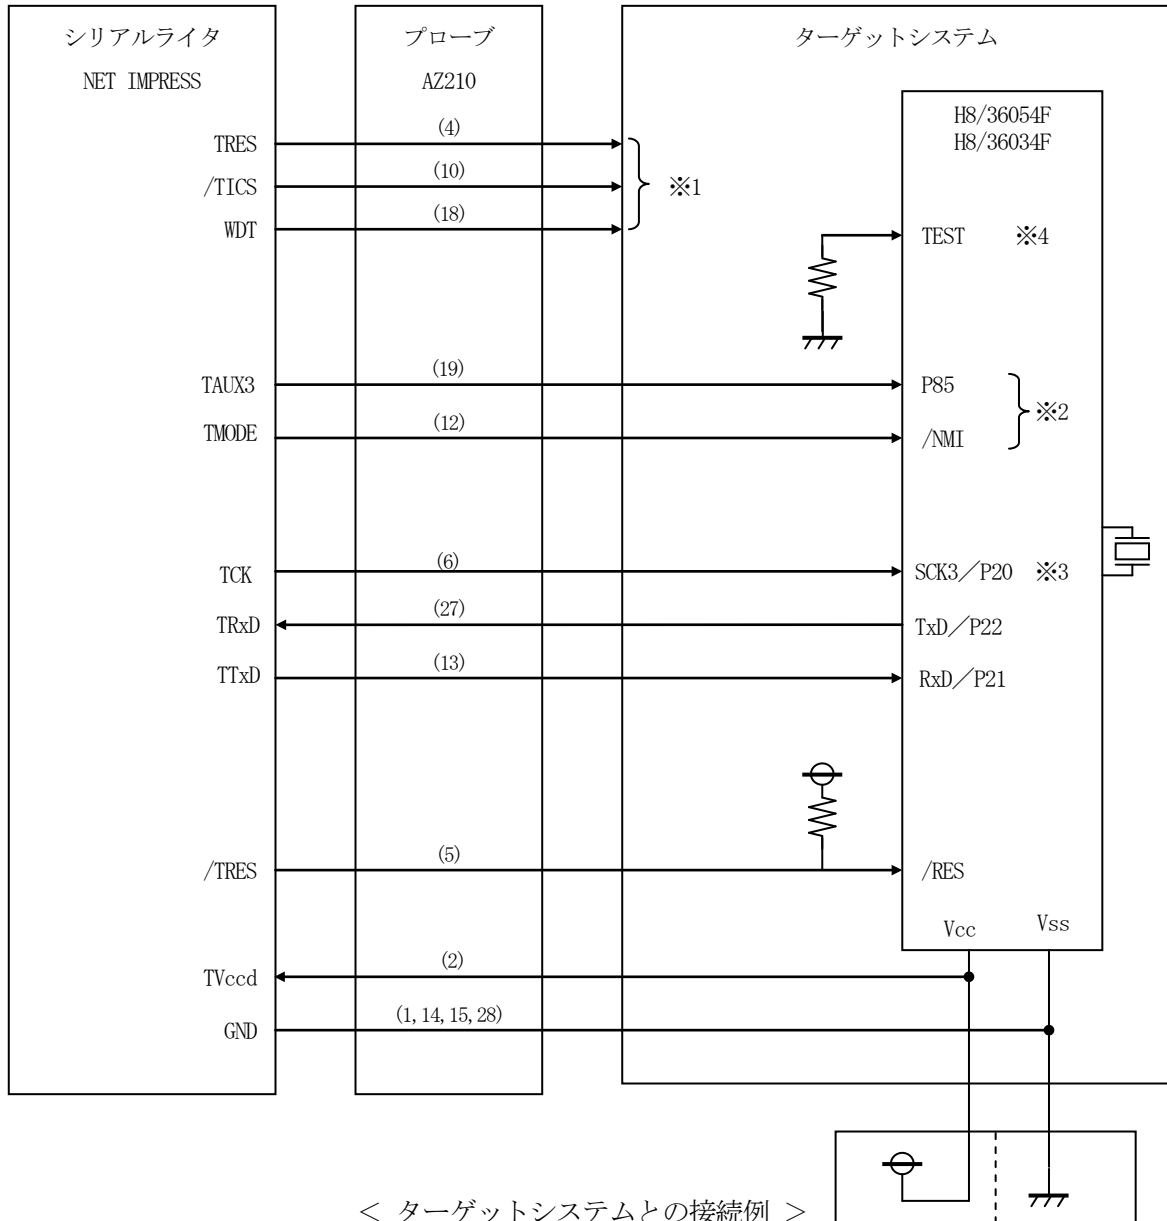 シリアルライタ
NET IMPRESS
プローブ
AZ210
ターゲットシステム
H8/36054F
H8/36034F
TRES
(4)
/TICS
(10)
※1
WDT
(18)
TEST ※4
TAUX3
(19)
P85
※2
TMODE
(12)
/NMI
TCK
(6)
SCK3／P20 ※3
TRxD
(27)
TxD／P22
TTxD
(13)
RxD／P21
/TRES
(5)
/RES
Vcc
Vss
TVccd
(2)
GND
(1,14,15,28)
＜ ターゲットシステムとの接続例 ＞